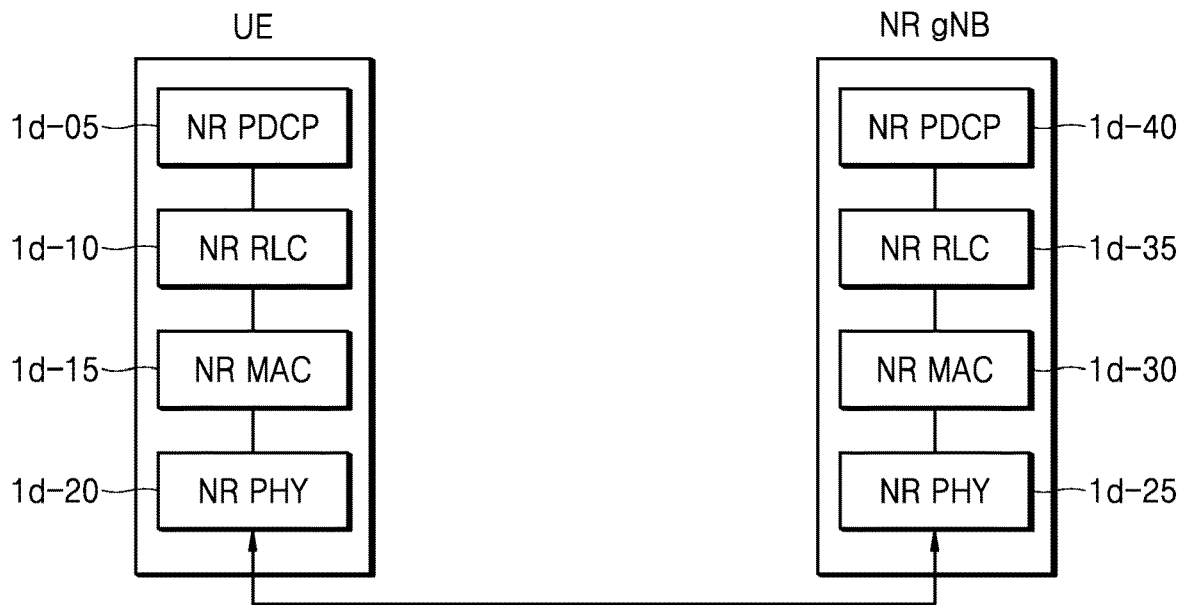 UE
NR gNB
1d-05 NR PDCP
NR PDCP 1d-40
1d-10 NR RLC
NR RLC 1d-35
1d-15 NR MAC
NR MAC 1d-30
1d-20 NR PHY
NR PHY 1d-25